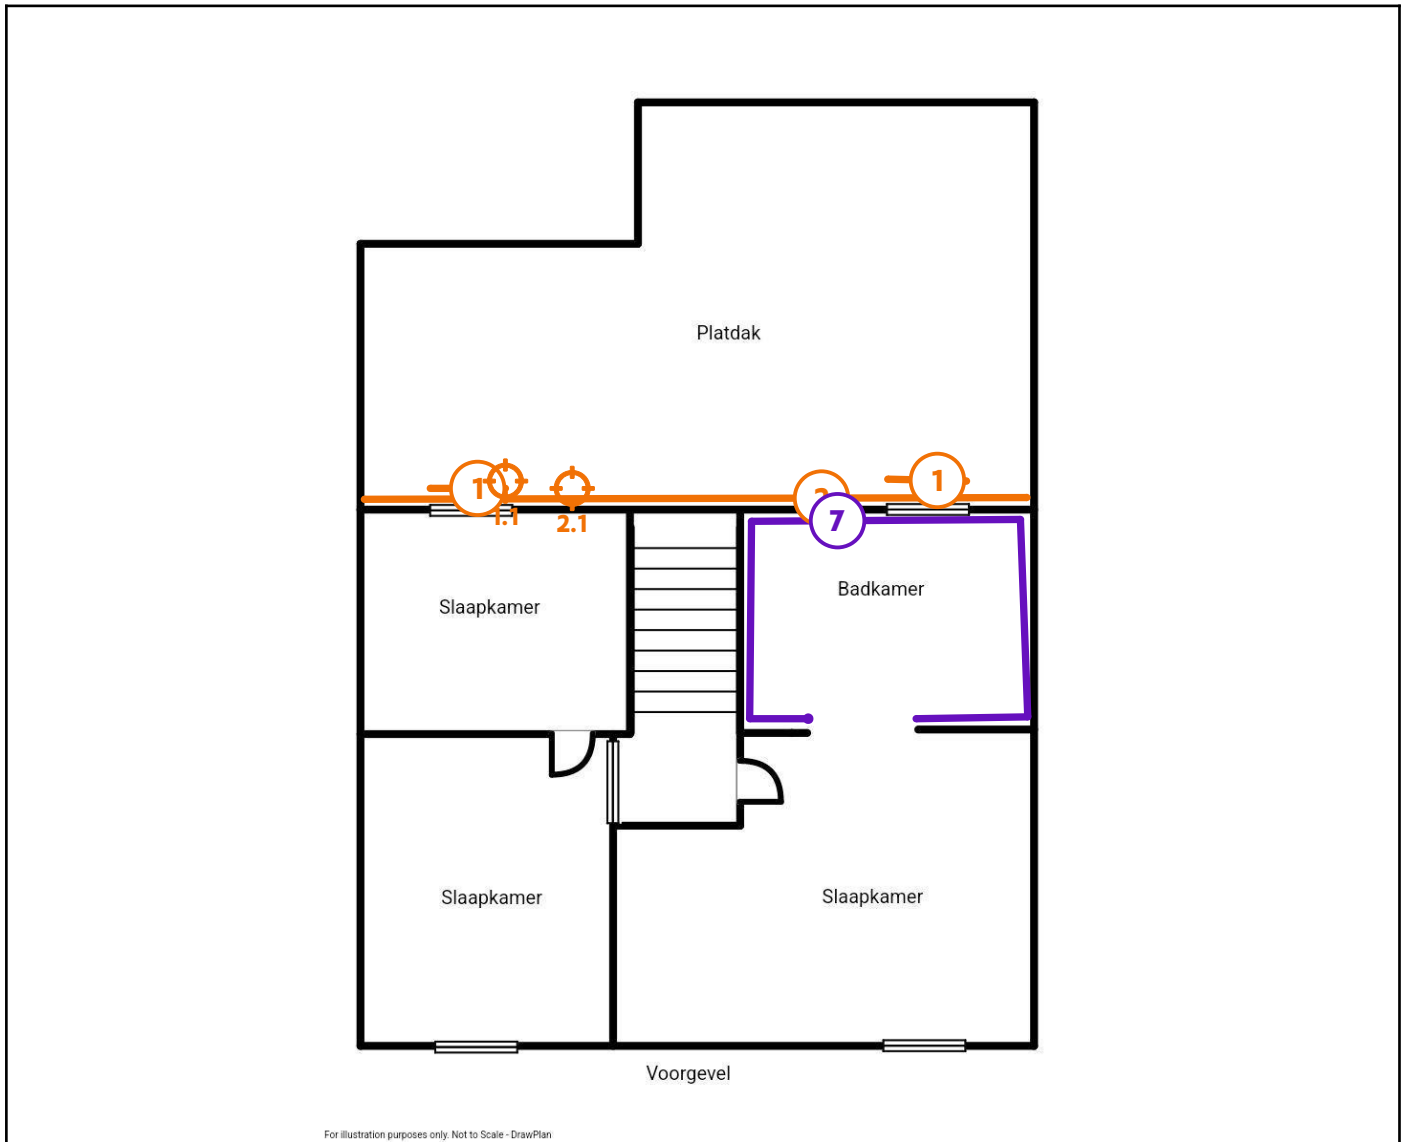 Platdak
1
1
1.1
2.1
7
Badkamer
Slaapkamer
Slaapkamer
Slaapkamer
Voorgevel
For illustration purposes only. Not to Scale - DrawPlan